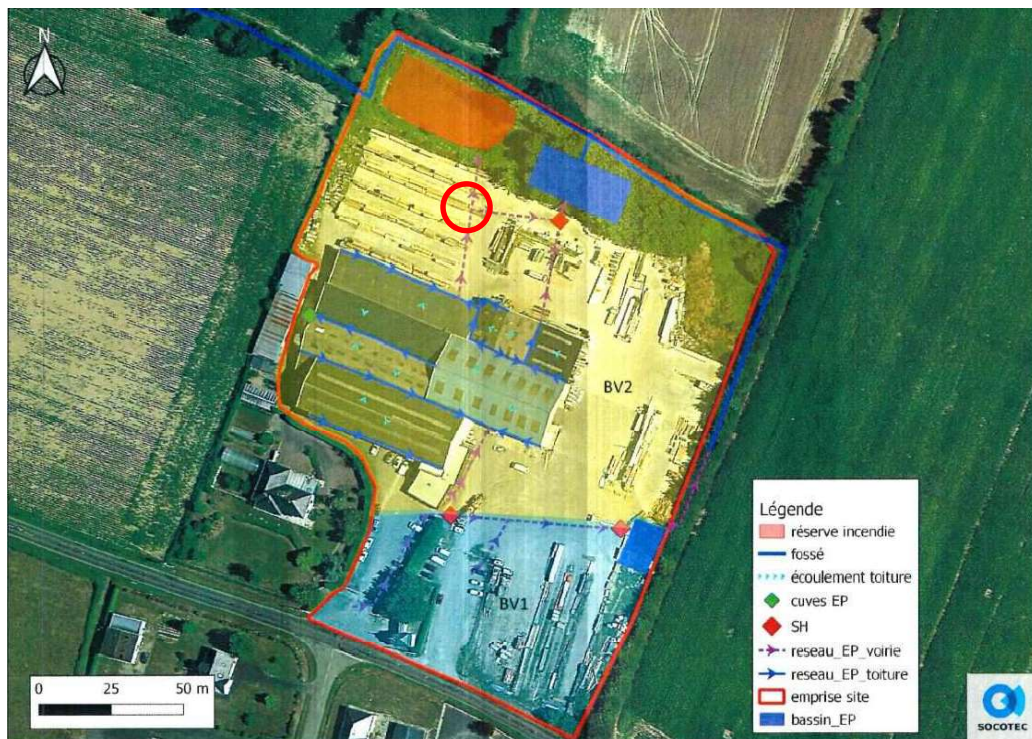 N
BV2
BV1
0 25 50 m
Légende
réserve incendie
fossé
écoulement toiture
cuves EP
SH
reseau_EP_voirie
reseau_EP_toiture
emprise site
bassin_EP
SOCOTEC